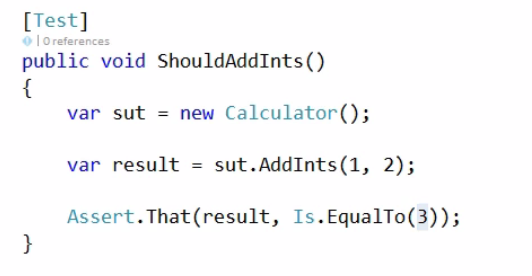 [Test]
| 0 references
public void ShouldAddInts()
{
var sut = new Calculator();
var result = sut.AddInts(1, 2);
Assert.That(result, Is.EqualTo(3));
}